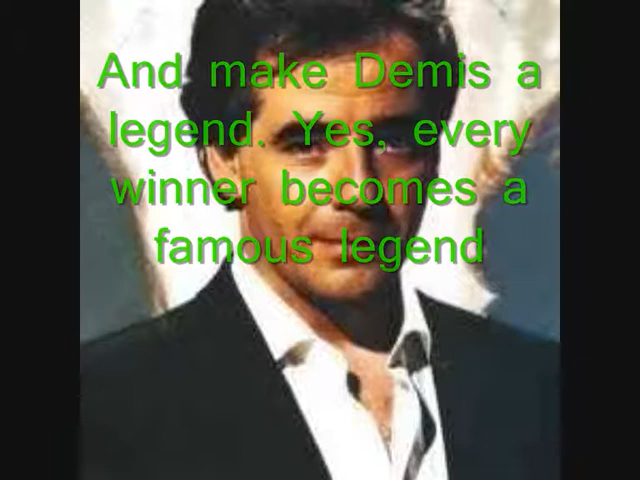 And make Demis a
legend. Yes, every
winner becomes a
famous legend